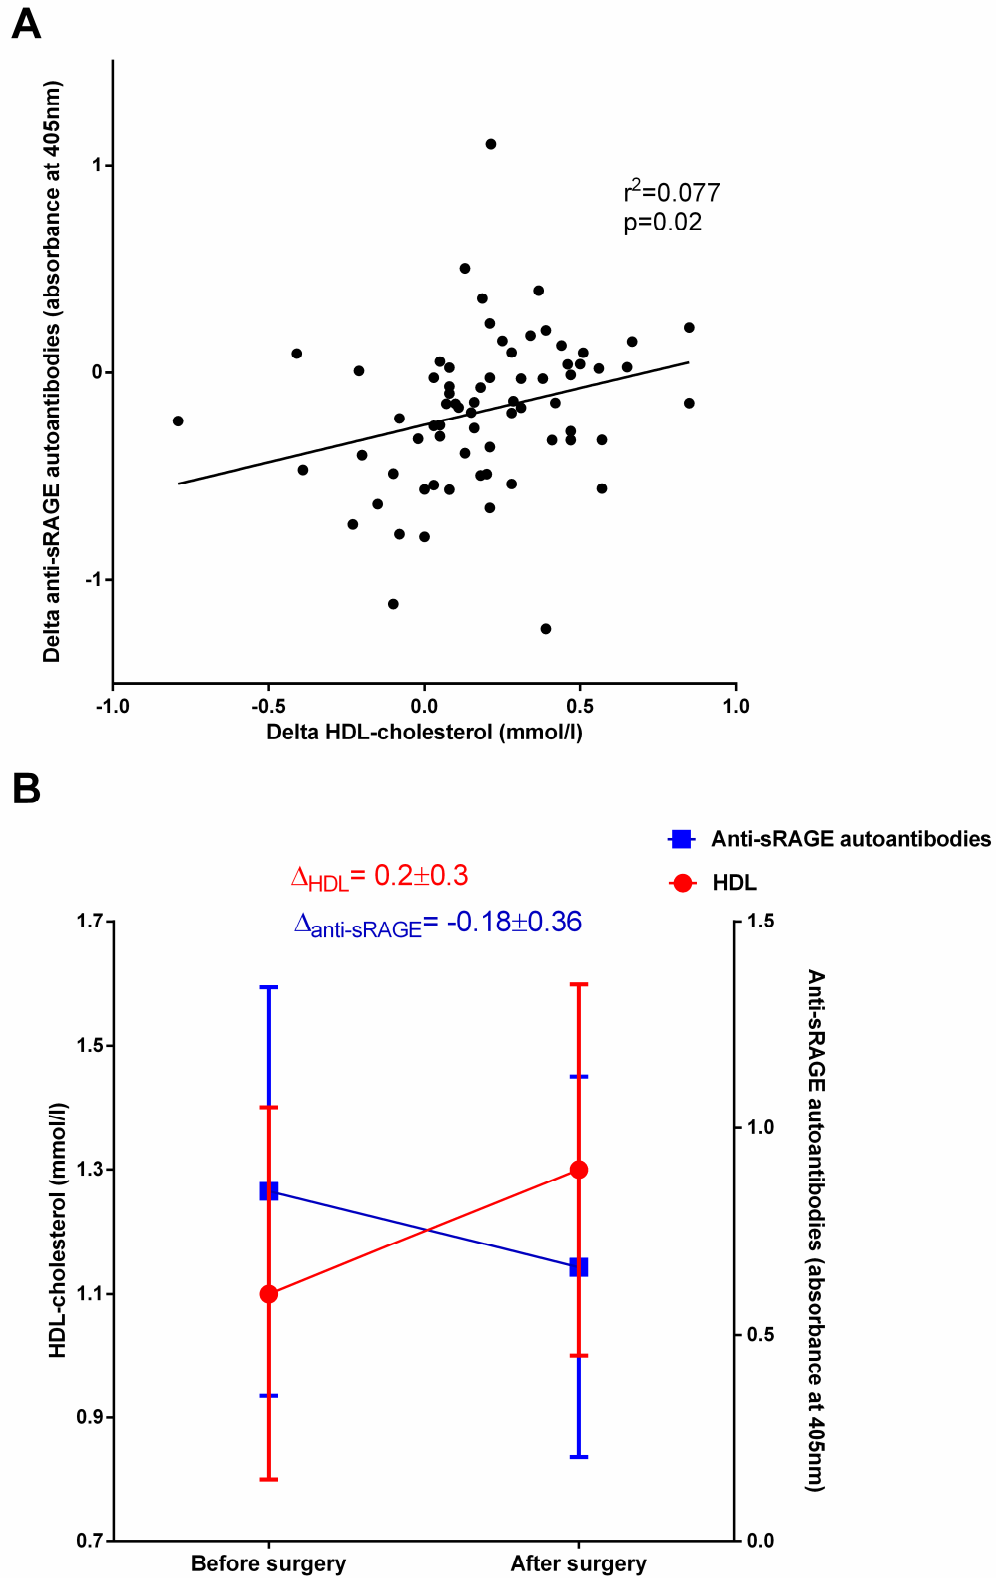 A
Delta anti-sRAGE autoantibodies (absorbance at 405nm)
1
0
-1
r²=0.077
p=0.02
-1.0
-0.5
0.0
0.5
1.0
Delta HDL-cholesterol (mmol/l)
B
Anti-sRAGE autoantibodies
HDL
ΔHDL= 0.2±0.3
Δanti-sRAGE= -0.18±0.36
HDL-cholesterol (mmol/l)
1.7
1.5
1.3
1.1
0.9
0.7
1.5
1.0
0.5
0.0
Anti-sRAGE autoantibodies (absorbance at 405nm)
Before surgery
After surgery